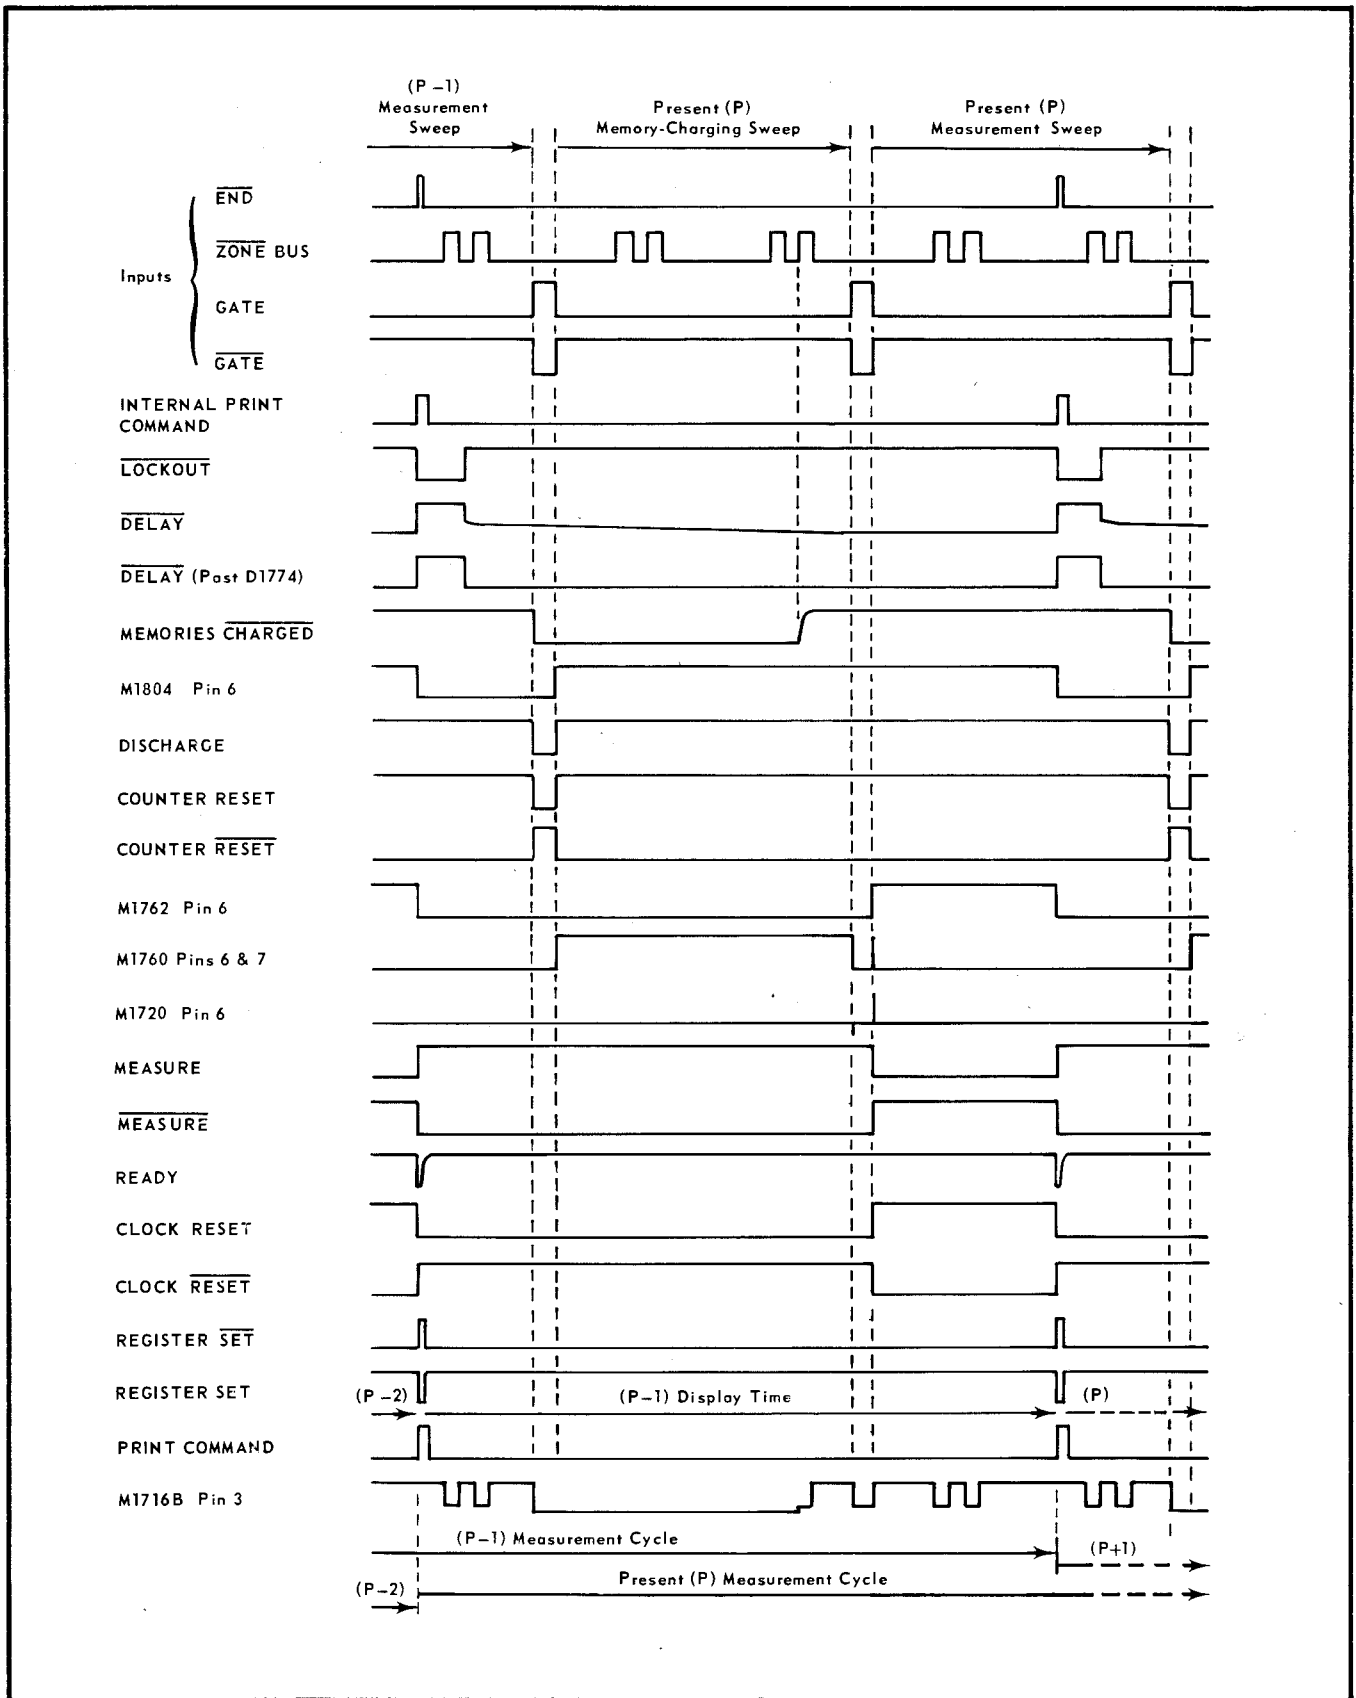 (P –1)
Measurement
Sweep
Present (P)
Memory-Charging Sweep
Present (P)
Measurement Sweep
Inputs
END
ZONE BUS
GATE
GATE
INTERNAL PRINT
COMMAND
LOCKOUT
DELAY
DELAY (Past D1774)
MEMORIES CHARGED
M1804 Pin 6
DISCHARGE
COUNTER RESET
COUNTER RESET
M1762 Pin 6
M1760 Pins 6 & 7
M1720 Pin 6
MEASURE
MEASURE
READY
CLOCK RESET
CLOCK RESET
REGISTER SET
REGISTER SET
(P –2)
(P–1) Display Time
(P)
PRINT COMMAND
M1716B Pin 3
(P–1) Measurement Cycle
(P+1)
Present (P) Measurement Cycle
(P–2)